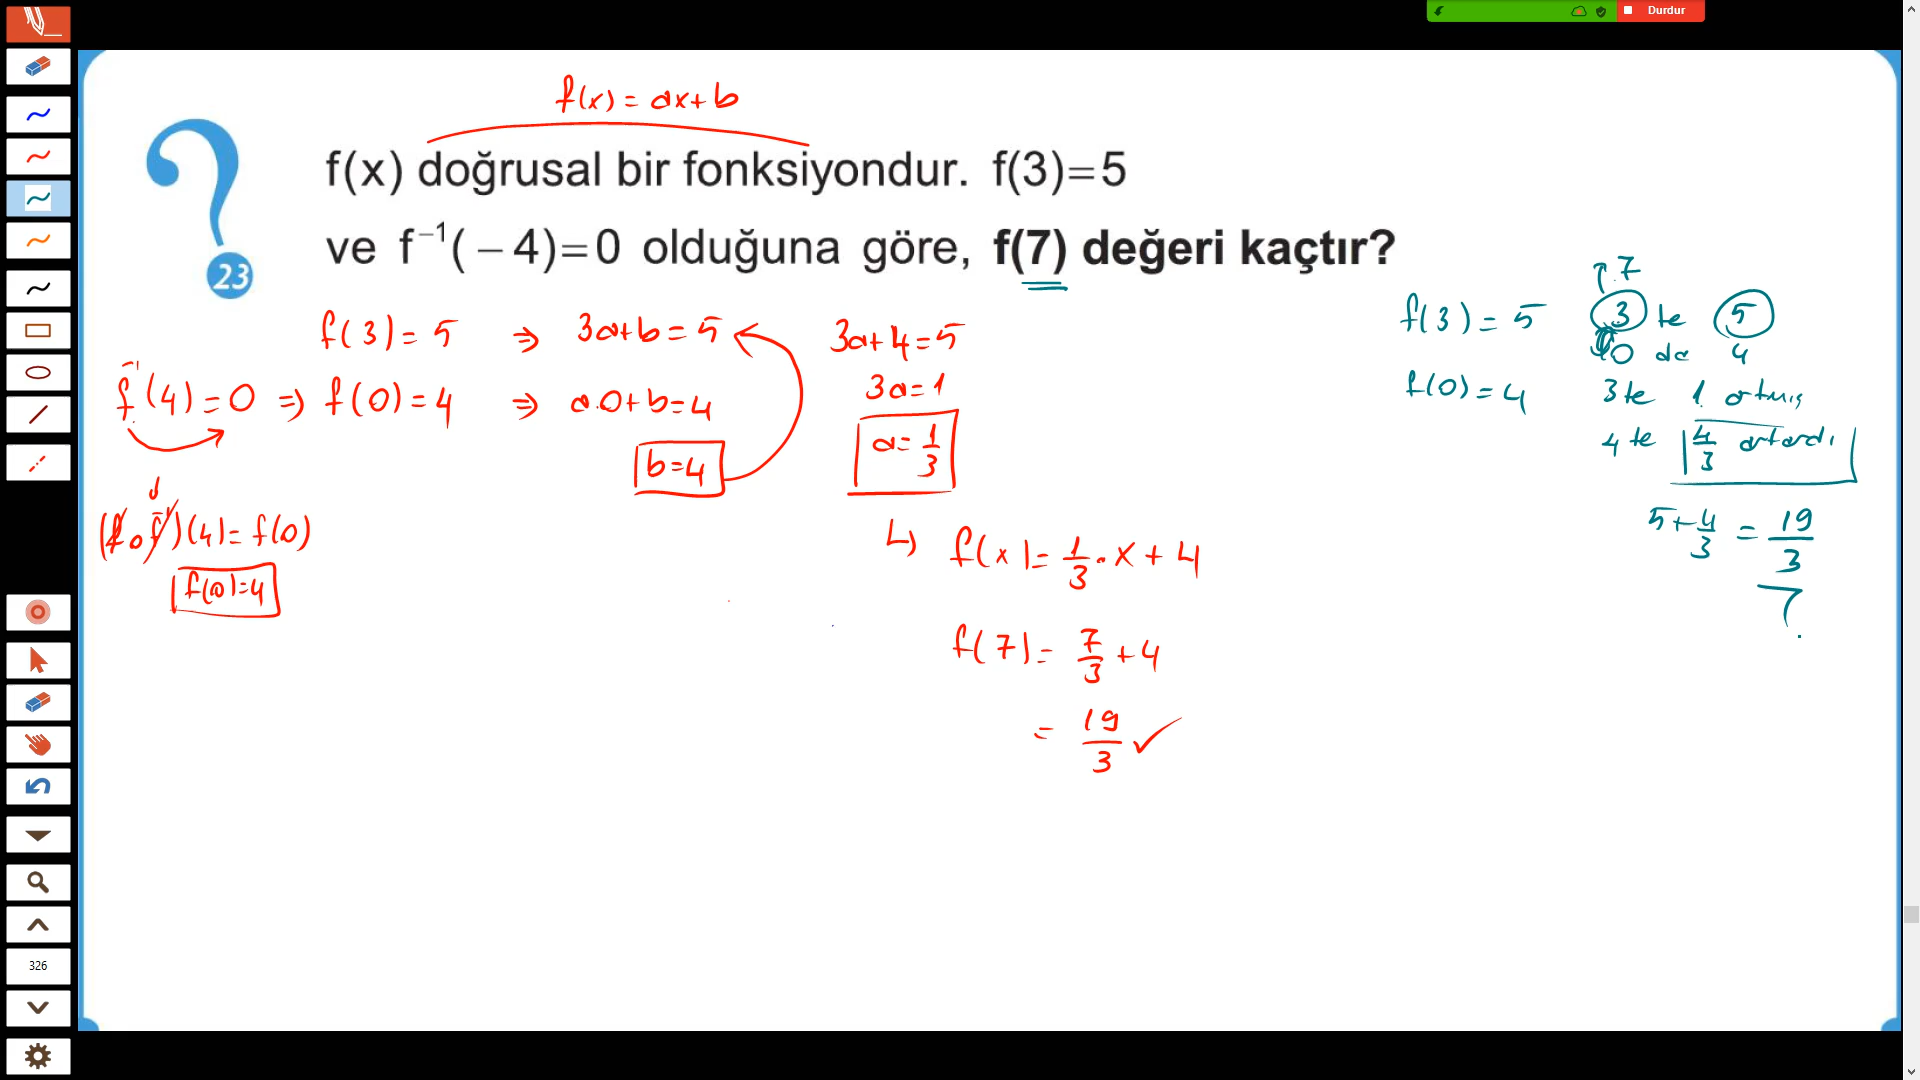 Durdur
f(x) = ax+b
f(x) doğrusal bir fonksiyondur. f(3)=5
ve f⁻¹(−4)=0 olduğuna göre, f(7) değeri kaçtır?
23
f(3) = 5 ⇒ 3a+b = 5
f⁻¹(4) = 0 ⇒ f(0) = 4 ⇒ a.0+b=4
b=4
(f o f⁻¹)(4) = f(0)
f(0)=4
3a+4=5
3a=1
a=1/3
f(x) = 1/3 . x + 4
f(7) = 7/3 + 4
= 19/3 ✓
7
f(3) = 5 3 te 5
0 da 4
f(0) = 4 3 te 1 artmış
4 te 4/3 artardı
5+4/3 = 19/3
326